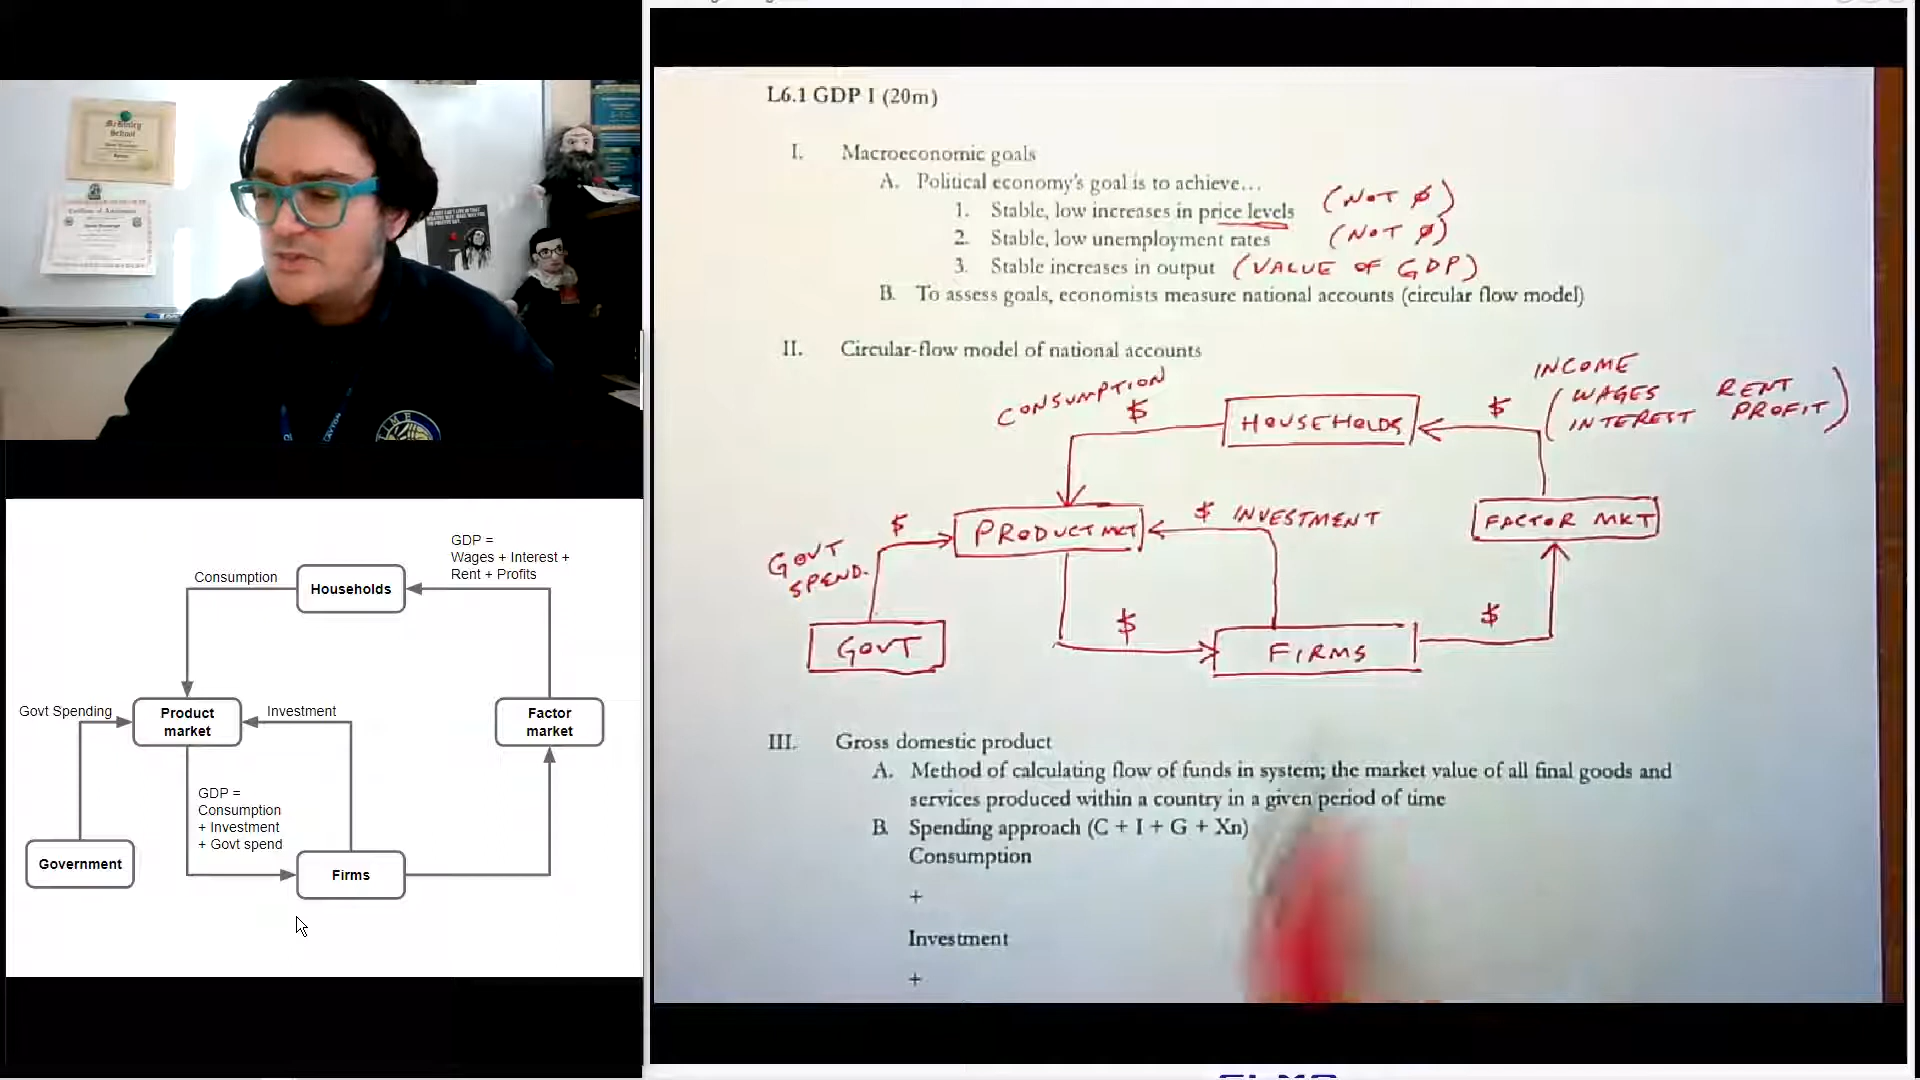 McKinley
School
Certificate of Achievement
TIME
GDP =
Wages + Interest +
Rent + Profits
Consumption
Households
Govt Spending
Product
market
Investment
Factor
market
GDP =
Consumption
+ Investment
+ Govt spend
Government
Firms
L6.1 GDP I (20m)
I. Macroeconomic goals
A. Political economy's goal is to achieve…
1. Stable, low increases in price levels (NOT Ø)
2. Stable, low unemployment rates (NOT Ø)
3. Stable increases in output (VALUE OF GDP)
B. To assess goals, economists measure national accounts (circular flow model)
II. Circular-flow model of national accounts
CONSUMPTION
$
HOUSEHOLDS
$
INCOME
(WAGES RENT
INTEREST PROFIT)
GOVT
SPEND.
$
PRODUCT MKT
$ INVESTMENT
FACTOR MKT
GOVT
$
FIRMS
$
III. Gross domestic product
A. Method of calculating flow of funds in system; the market value of all final goods and
services produced within a country in a given period of time
B. Spending approach (C + I + G + Xn)
Consumption
+
Investment
+